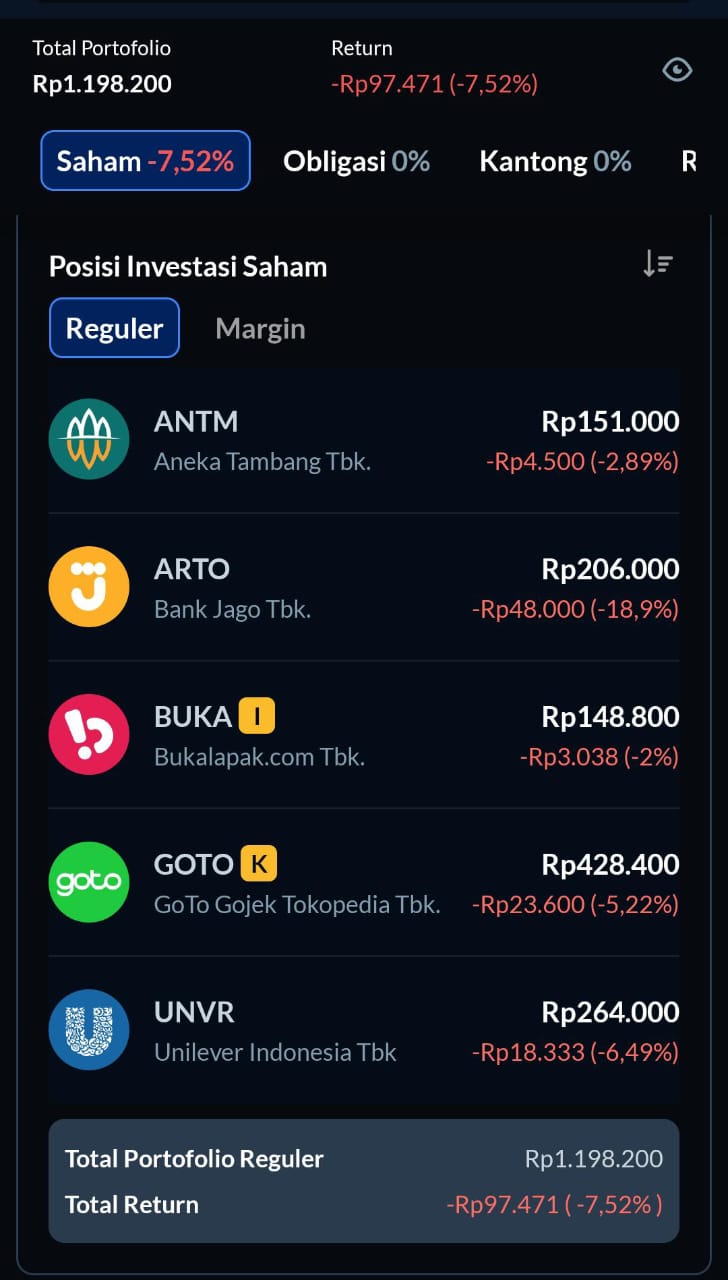 Total Portofolio Return
Rp1.198.200 -Rp97.471 (-7,52%)
Saham -7,52% Obligasi 0% Kantong 0% R
Posisi Investasi Saham
Reguler Margin
ANTM Rp151.000
Aneka Tambang Tbk. -Rp4.500 (-2,89%)
ARTO Rp206.000
Bank Jago Tbk. -Rp48.000 (-18,9%)
BUKA I Rp148.800
Bukalapak.com Tbk. -Rp3.038 (-2%)
goto GOTO K Rp428.400
GoTo Gojek Tokopedia Tbk. -Rp23.600 (-5,22%)
UNVR Rp264.000
Unilever Indonesia Tbk -Rp18.333 (-6,49%)
Total Portofolio Reguler Rp1.198.200
Total Return -Rp97.471 ( -7,52% )